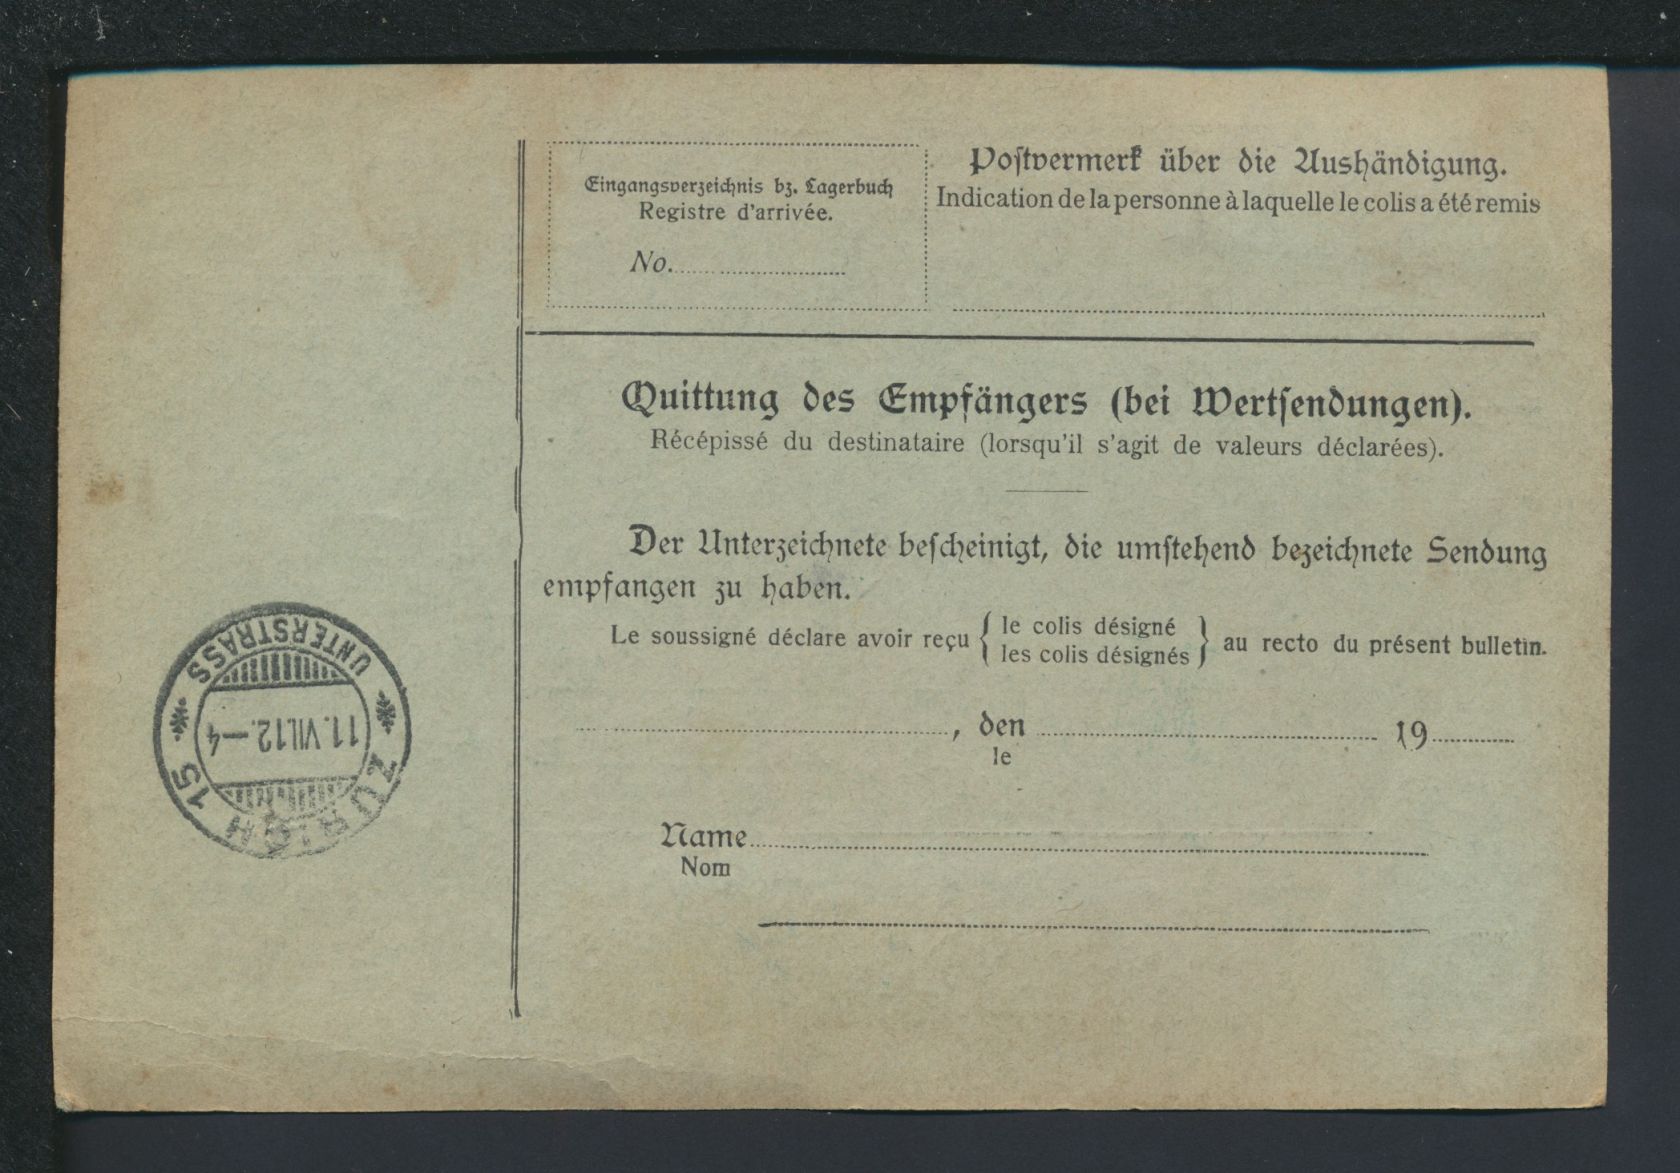 Eingangsverzeichnis bz. Lagerbuch
Registre d'arrivée.
No.
Postvermerk über die Aushändigung.
Indication de la personne à laquelle le colis a été remis
Quittung des Empfängers (bei Wertsendungen).
Récépissé du destinataire (lorsqu'il s'agit de valeurs déclarées).
Der Unterzeichnete bescheinigt, die umstehend bezeichnete Sendung
empfangen zu haben.
Le soussigné déclare avoir reçu { le colis désigné
les colis désignés } au recto du présent bulletin.
, den 19
le
Name
Nom
ZÜRICH 15
11.VII.12.—4
UNTERSTRASS